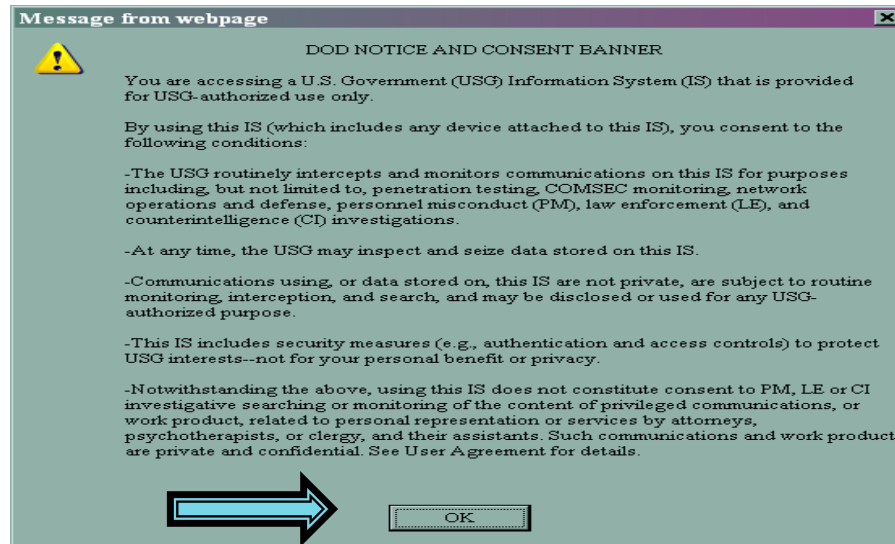 Message from webpage
DOD NOTICE AND CONSENT BANNER
You are accessing a U.S. Government (USG) Information System (IS) that is provided
for USG-authorized use only.
By using this IS (which includes any device attached to this IS), you consent to the
following conditions:
-The USG routinely intercepts and monitors communications on this IS for purposes
including, but not limited to, penetration testing, COMSEC monitoring, network
operations and defense, personnel misconduct (PM), law enforcement (LE), and
counterintelligence (CI) investigations.
-At any time, the USG may inspect and seize data stored on this IS.
-Communications using, or data stored on, this IS are not private, are subject to routine
monitoring, interception, and search, and may be disclosed or used for any USG-
authorized purpose.
-This IS includes security measures (e.g., authentication and access controls) to protect
USG interests--not for your personal benefit or privacy.
-Notwithstanding the above, using this IS does not constitute consent to PM, LE or CI
investigative searching or monitoring of the content of privileged communications, or
work product, related to personal representation or services by attorneys,
psychotherapists, or clergy, and their assistants. Such communications and work product
are private and confidential. See User Agreement for details.
OK